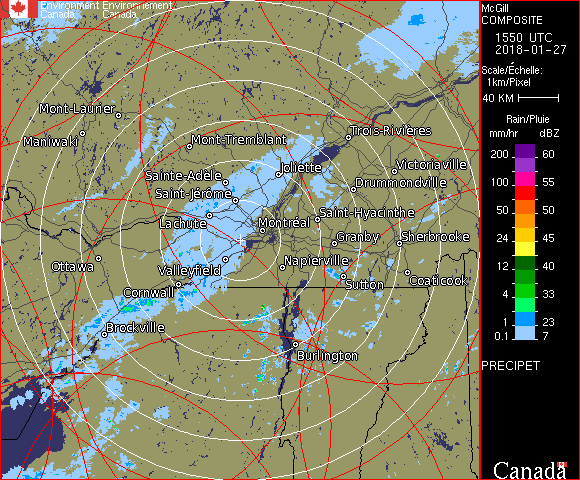 Environment Environnement
Canada Canada
McGill
COMPOSITE
1550 UTC
2018-01-27
Scale/Échelle:
1km/Pixel
40 KM
Rain/Pluie
mm/hr dBZ
200 60
100 55
50 50
24 45
12 40
4 33
1 23
0.1 7
PRECIPET
Canada
Mont-Laurier
Maniwaki
Mont-Tremblant
Trois-Rivières
Joliette
Victoriaville
Sainte-Adèle
Drummondville
Saint-Jérôme
Saint-Hyacinthe
Lachute
Montréal
Granby
Sherbrooke
Ottawa
Valleyfield
Napierville
Coaticook
Sutton
Cornwall
Brockville
Burlington